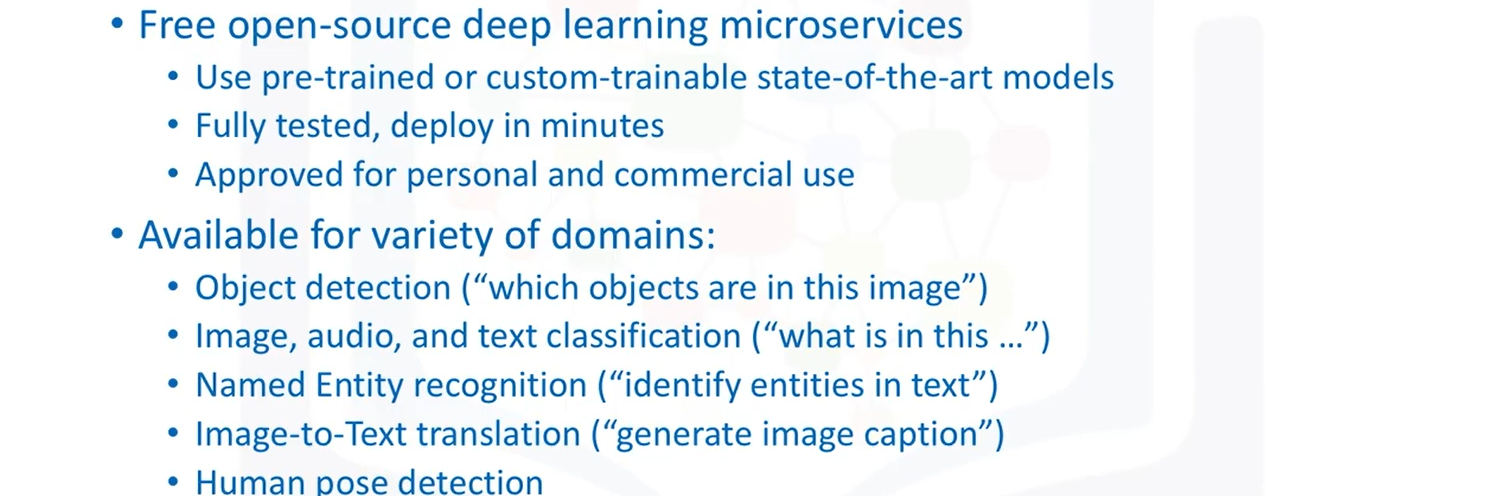 • Free open-source deep learning microservices
• Use pre-trained or custom-trainable state-of-the-art models
• Fully tested, deploy in minutes
• Approved for personal and commercial use
• Available for variety of domains:
• Object detection (“which objects are in this image”)
• Image, audio, and text classification (“what is in this …”)
• Named Entity recognition (“identify entities in text”)
• Image-to-Text translation (“generate image caption”)
• Human pose detection